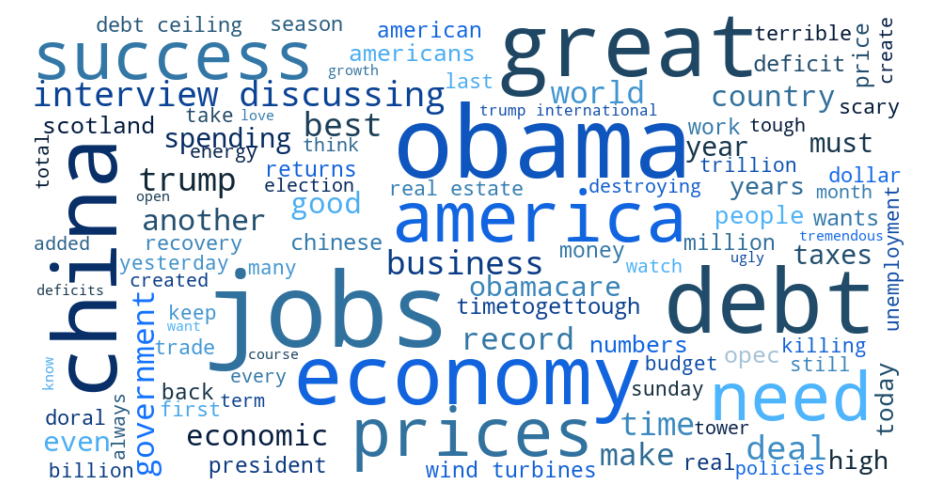 debt ceiling
season
american
great
terrible
create
success
americans
price
growth
deficit
last
interview discussing
world
country
trump international
scary
take
love
best
obama
scotland
spending
work
tough
total
think
year
must
energy
china
returns
trillion
trump
election
real estate
destroying
years
dollar
open
good
month
america
another
people
wants
unemployment
added
recovery
chinese
money
million
tremendous
yesterday
many
business
watch
ugly
taxes
created
deficits
jobs
obamacare
debt
government
timetogettough
keep
want
trade
record
numbers
killing
course
economy
opec
know
every
budget
still
back
sunday
need
today
first
term
always
doral
prices
time
tower
even
economic
make
deal
billion
president
wind turbines
real
policies
high